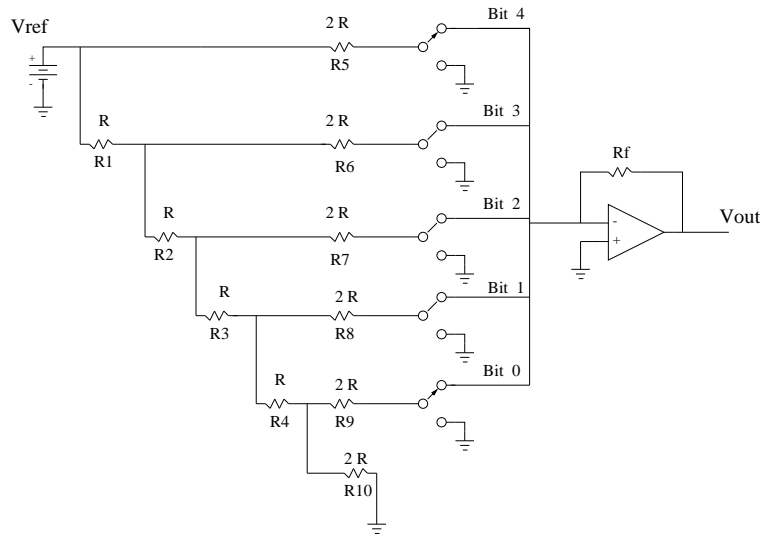 Vref
+
-
2 R
R5
Bit 4
R
R1
2 R
R6
Bit 3
R
R2
2 R
R7
Bit 2
Rf
-
+
Vout
R
R3
2 R
R8
Bit 1
R
R4
2 R
R9
Bit 0
2 R
R10